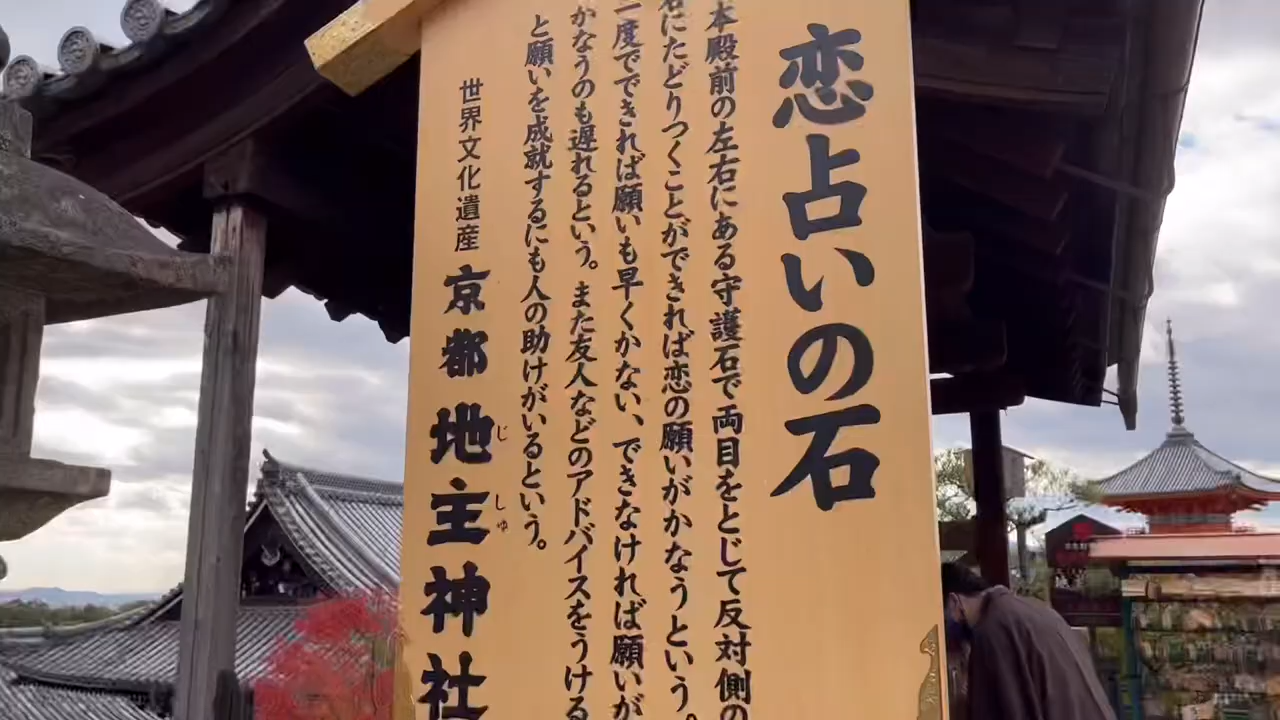 恋占いの石
本殿前の左右にある守護石で両目をとじて反対側の
石にたどりつくことができれば恋の願いがかなうという。
一度でできれば願いも早くかない、できなければ願いが
かなうのも遅れるという。また友人などのアドバイスをうける
と願いを成就するにも人の助けがいるという。
世界文化遺産 京都 地主神社
じしゅ